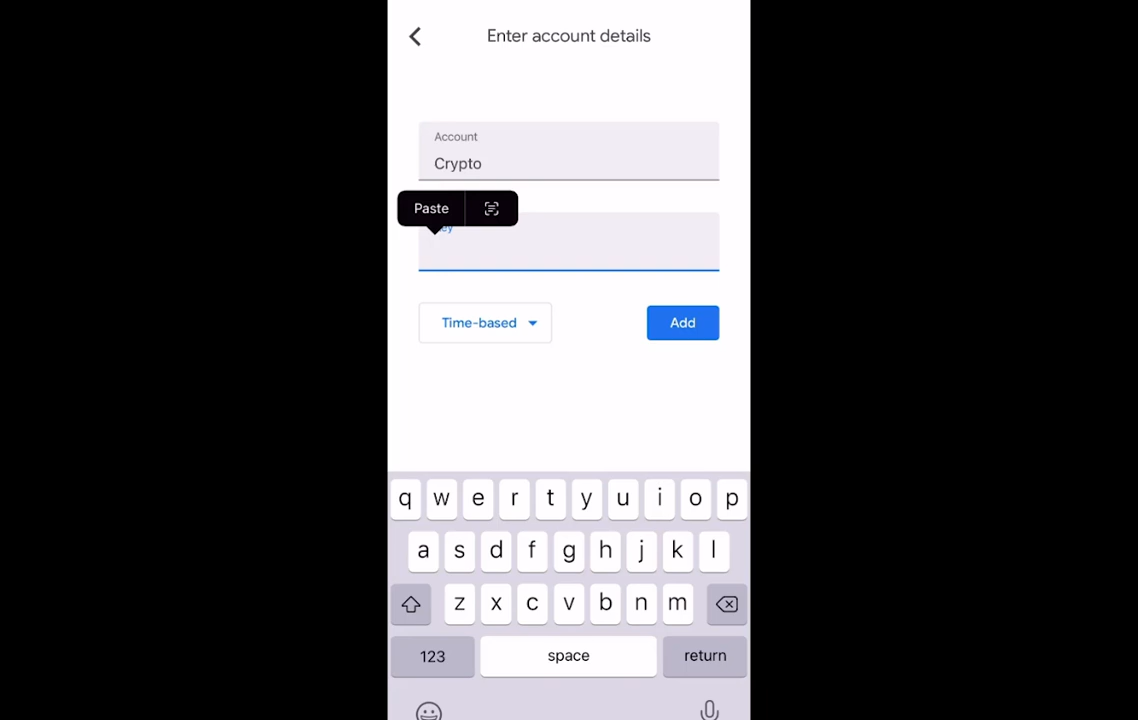 Enter account details
Account
Crypto
Paste
Time-based
Add
q w e r t y u i o p
a s d f g h j k l
z x c v b n m
123 space return